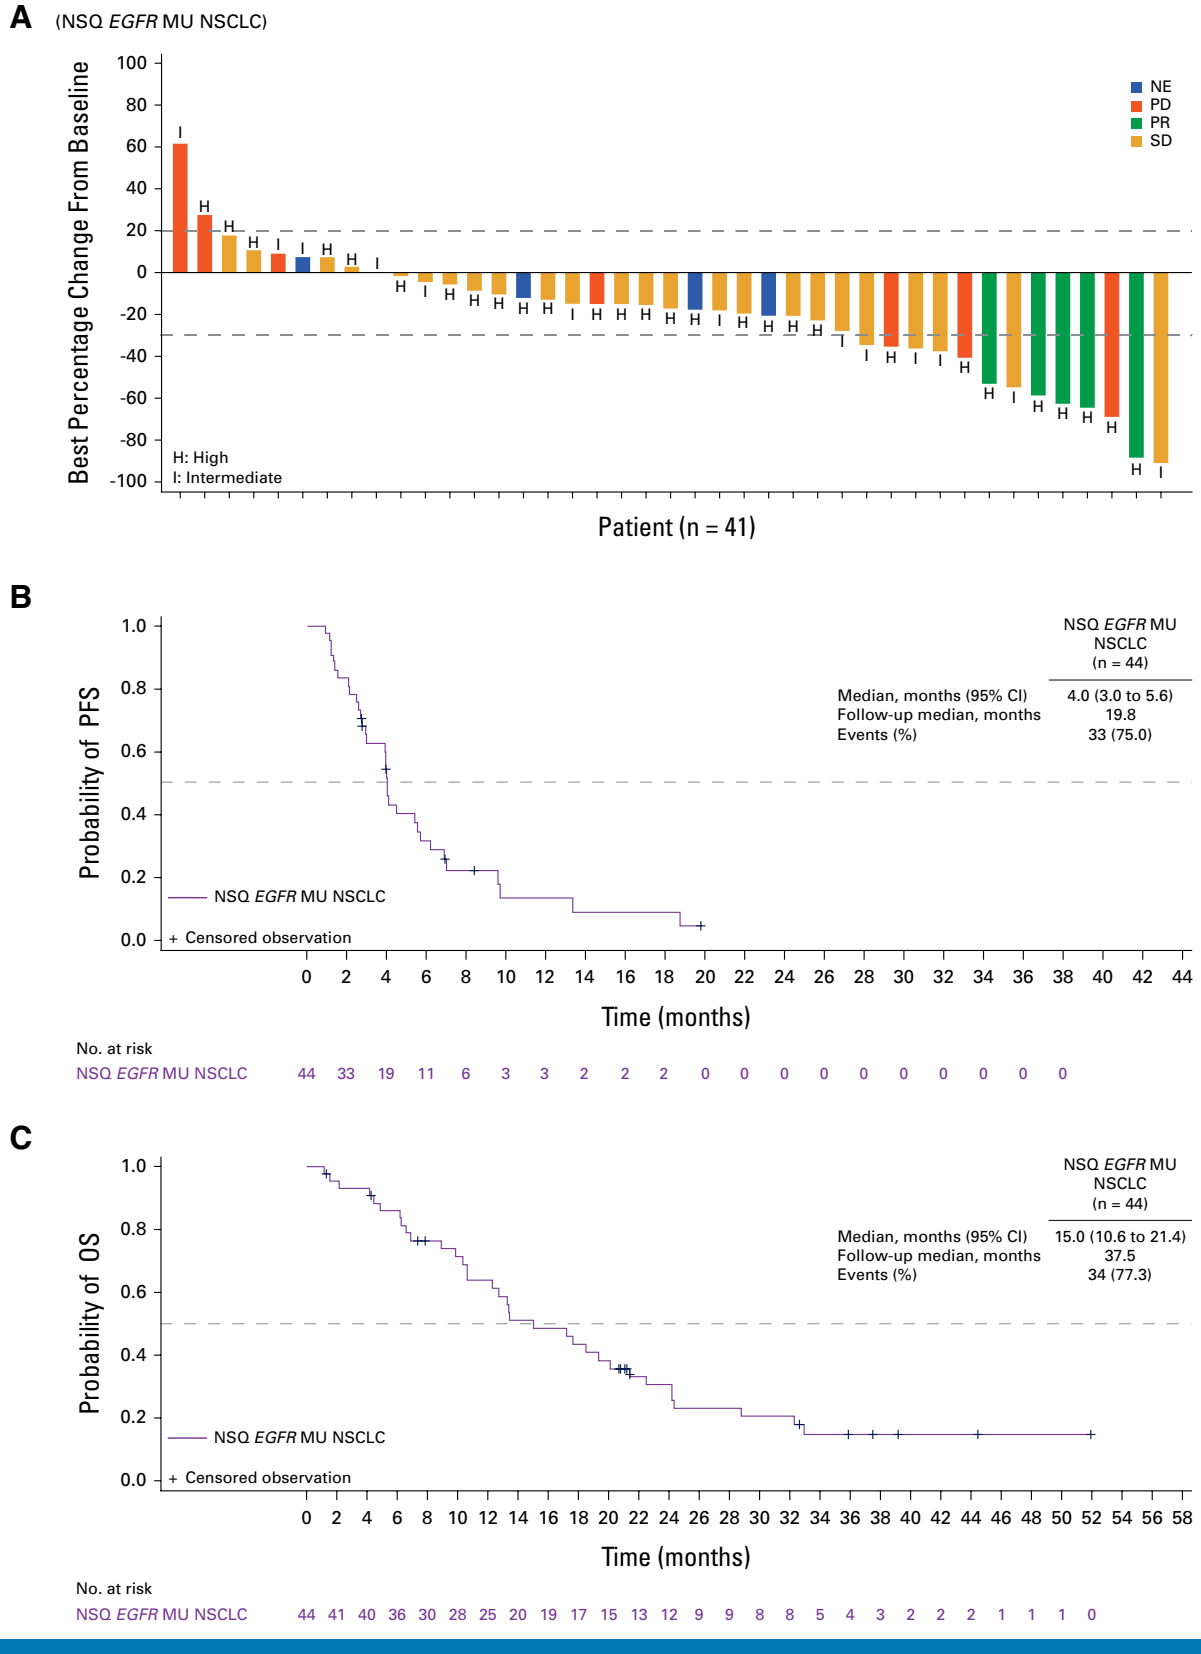 A (NSQ EGFR MU NSCLC)
Best Percentage Change From Baseline
100
80
60
40
20
0
-20
-40
-60
-80
-100
NE
PD
PR
SD
I
H
H
H
I
I
H
H
I
H
I
H
H
H
H
H
I
H
H
H
H
H
I
H
H
H
H
I
I
H
I
I
H
H
I
H
H
H
H
H
I
H: High
I: Intermediate
Patient (n = 41)
B
Probability of PFS
1.0
0.8
0.6
0.4
0.2
0.0
NSQ EGFR MU
NSCLC
(n = 44)
Median, months (95% CI) 4.0 (3.0 to 5.6)
Follow-up median, months 19.8
Events (%) 33 (75.0)
NSQ EGFR MU NSCLC
+ Censored observation
0 2 4 6 8 10 12 14 16 18 20 22 24 26 28 30 32 34 36 38 40 42 44
Time (months)
No. at risk
NSQ EGFR MU NSCLC 44 33 19 11 6 3 3 2 2 2 0 0 0 0 0 0 0 0 0 0
C
Probability of OS
1.0
0.8
0.6
0.4
0.2
0.0
NSQ EGFR MU
NSCLC
(n = 44)
Median, months (95% CI) 15.0 (10.6 to 21.4)
Follow-up median, months 37.5
Events (%) 34 (77.3)
NSQ EGFR MU NSCLC
+ Censored observation
0 2 4 6 8 10 12 14 16 18 20 22 24 26 28 30 32 34 36 38 40 42 44 46 48 50 52 54 56 58
Time (months)
No. at risk
NSQ EGFR MU NSCLC 44 41 40 36 30 28 25 20 19 17 15 13 12 9 9 8 8 5 4 3 2 2 2 1 1 1 0